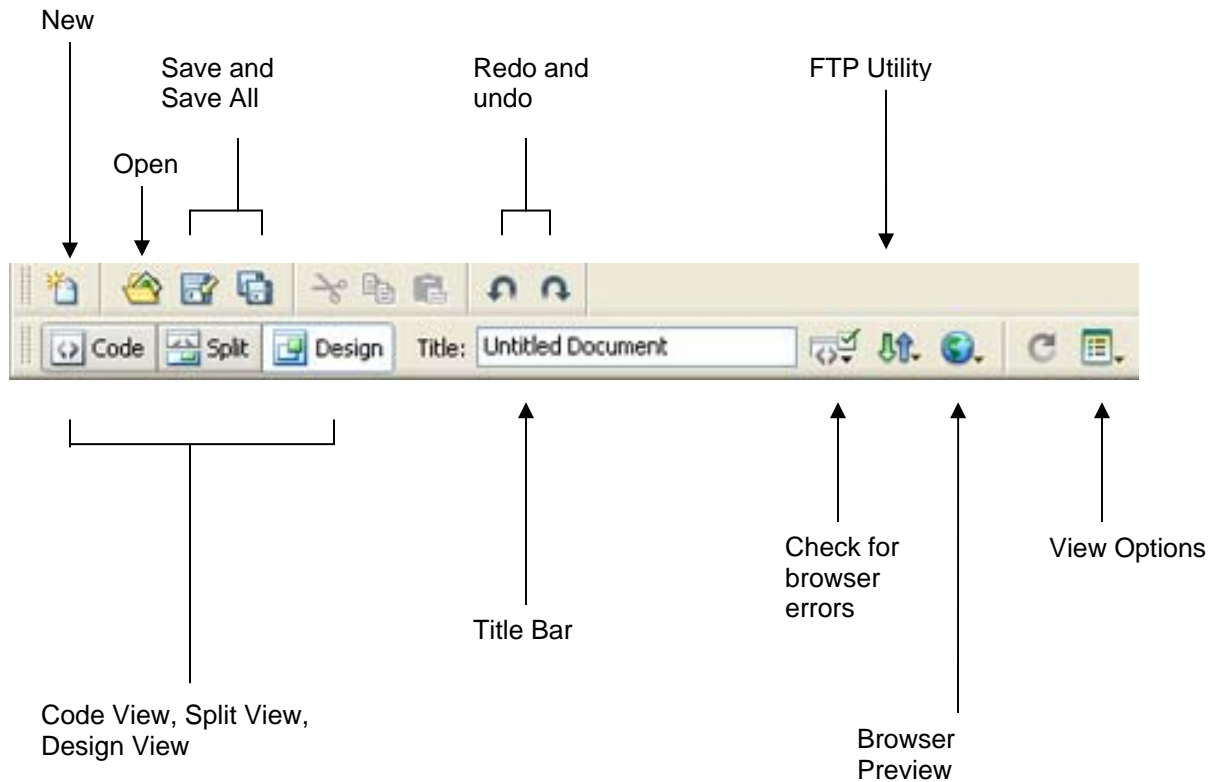 New
Save and
Save All
Redo and
undo
FTP Utility
Open
Code Split Design Title: Untitled Document
Check for
browser
errors
View Options
Title Bar
Code View, Split View,
Design View
Browser
Preview